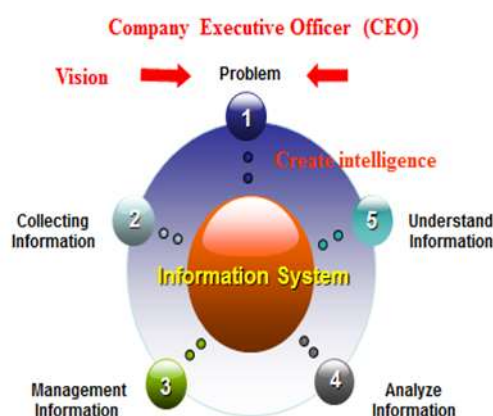 Company Executive Officer (CEO)
Vision
Problem
1
Create intelligence
Collecting
Information
2
5
Understand
Information
Information System
Management
Information
3
4
Analyze
Information